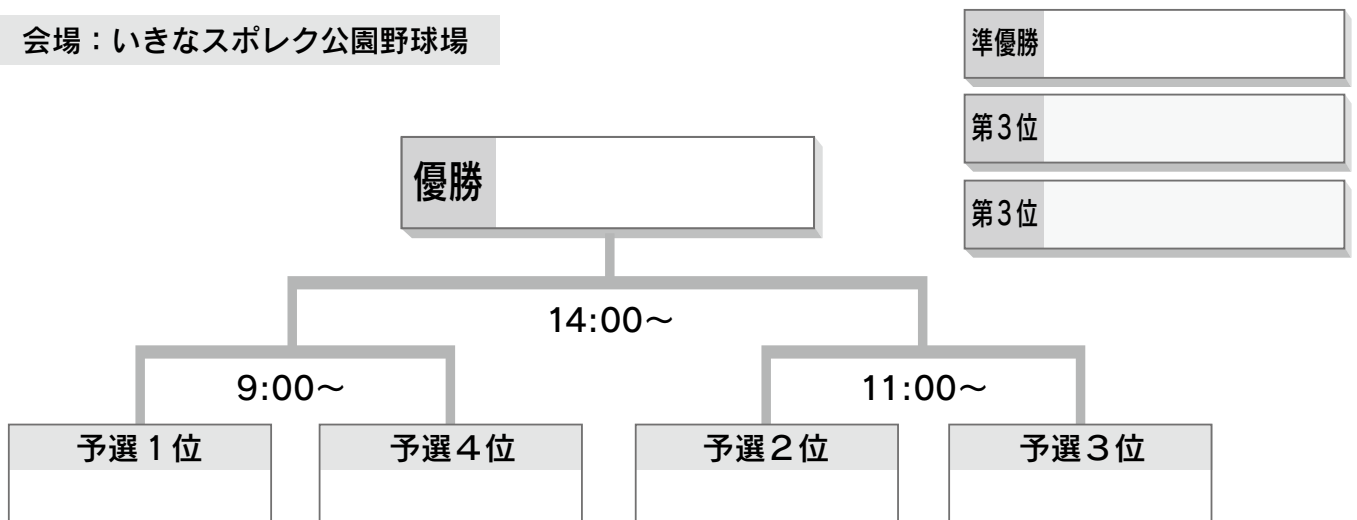 会場：いきなスポレク公園野球場
準優勝
第3位
第3位
優勝
14:00～
9:00～
11:00～
予選1位
予選4位
予選2位
予選3位